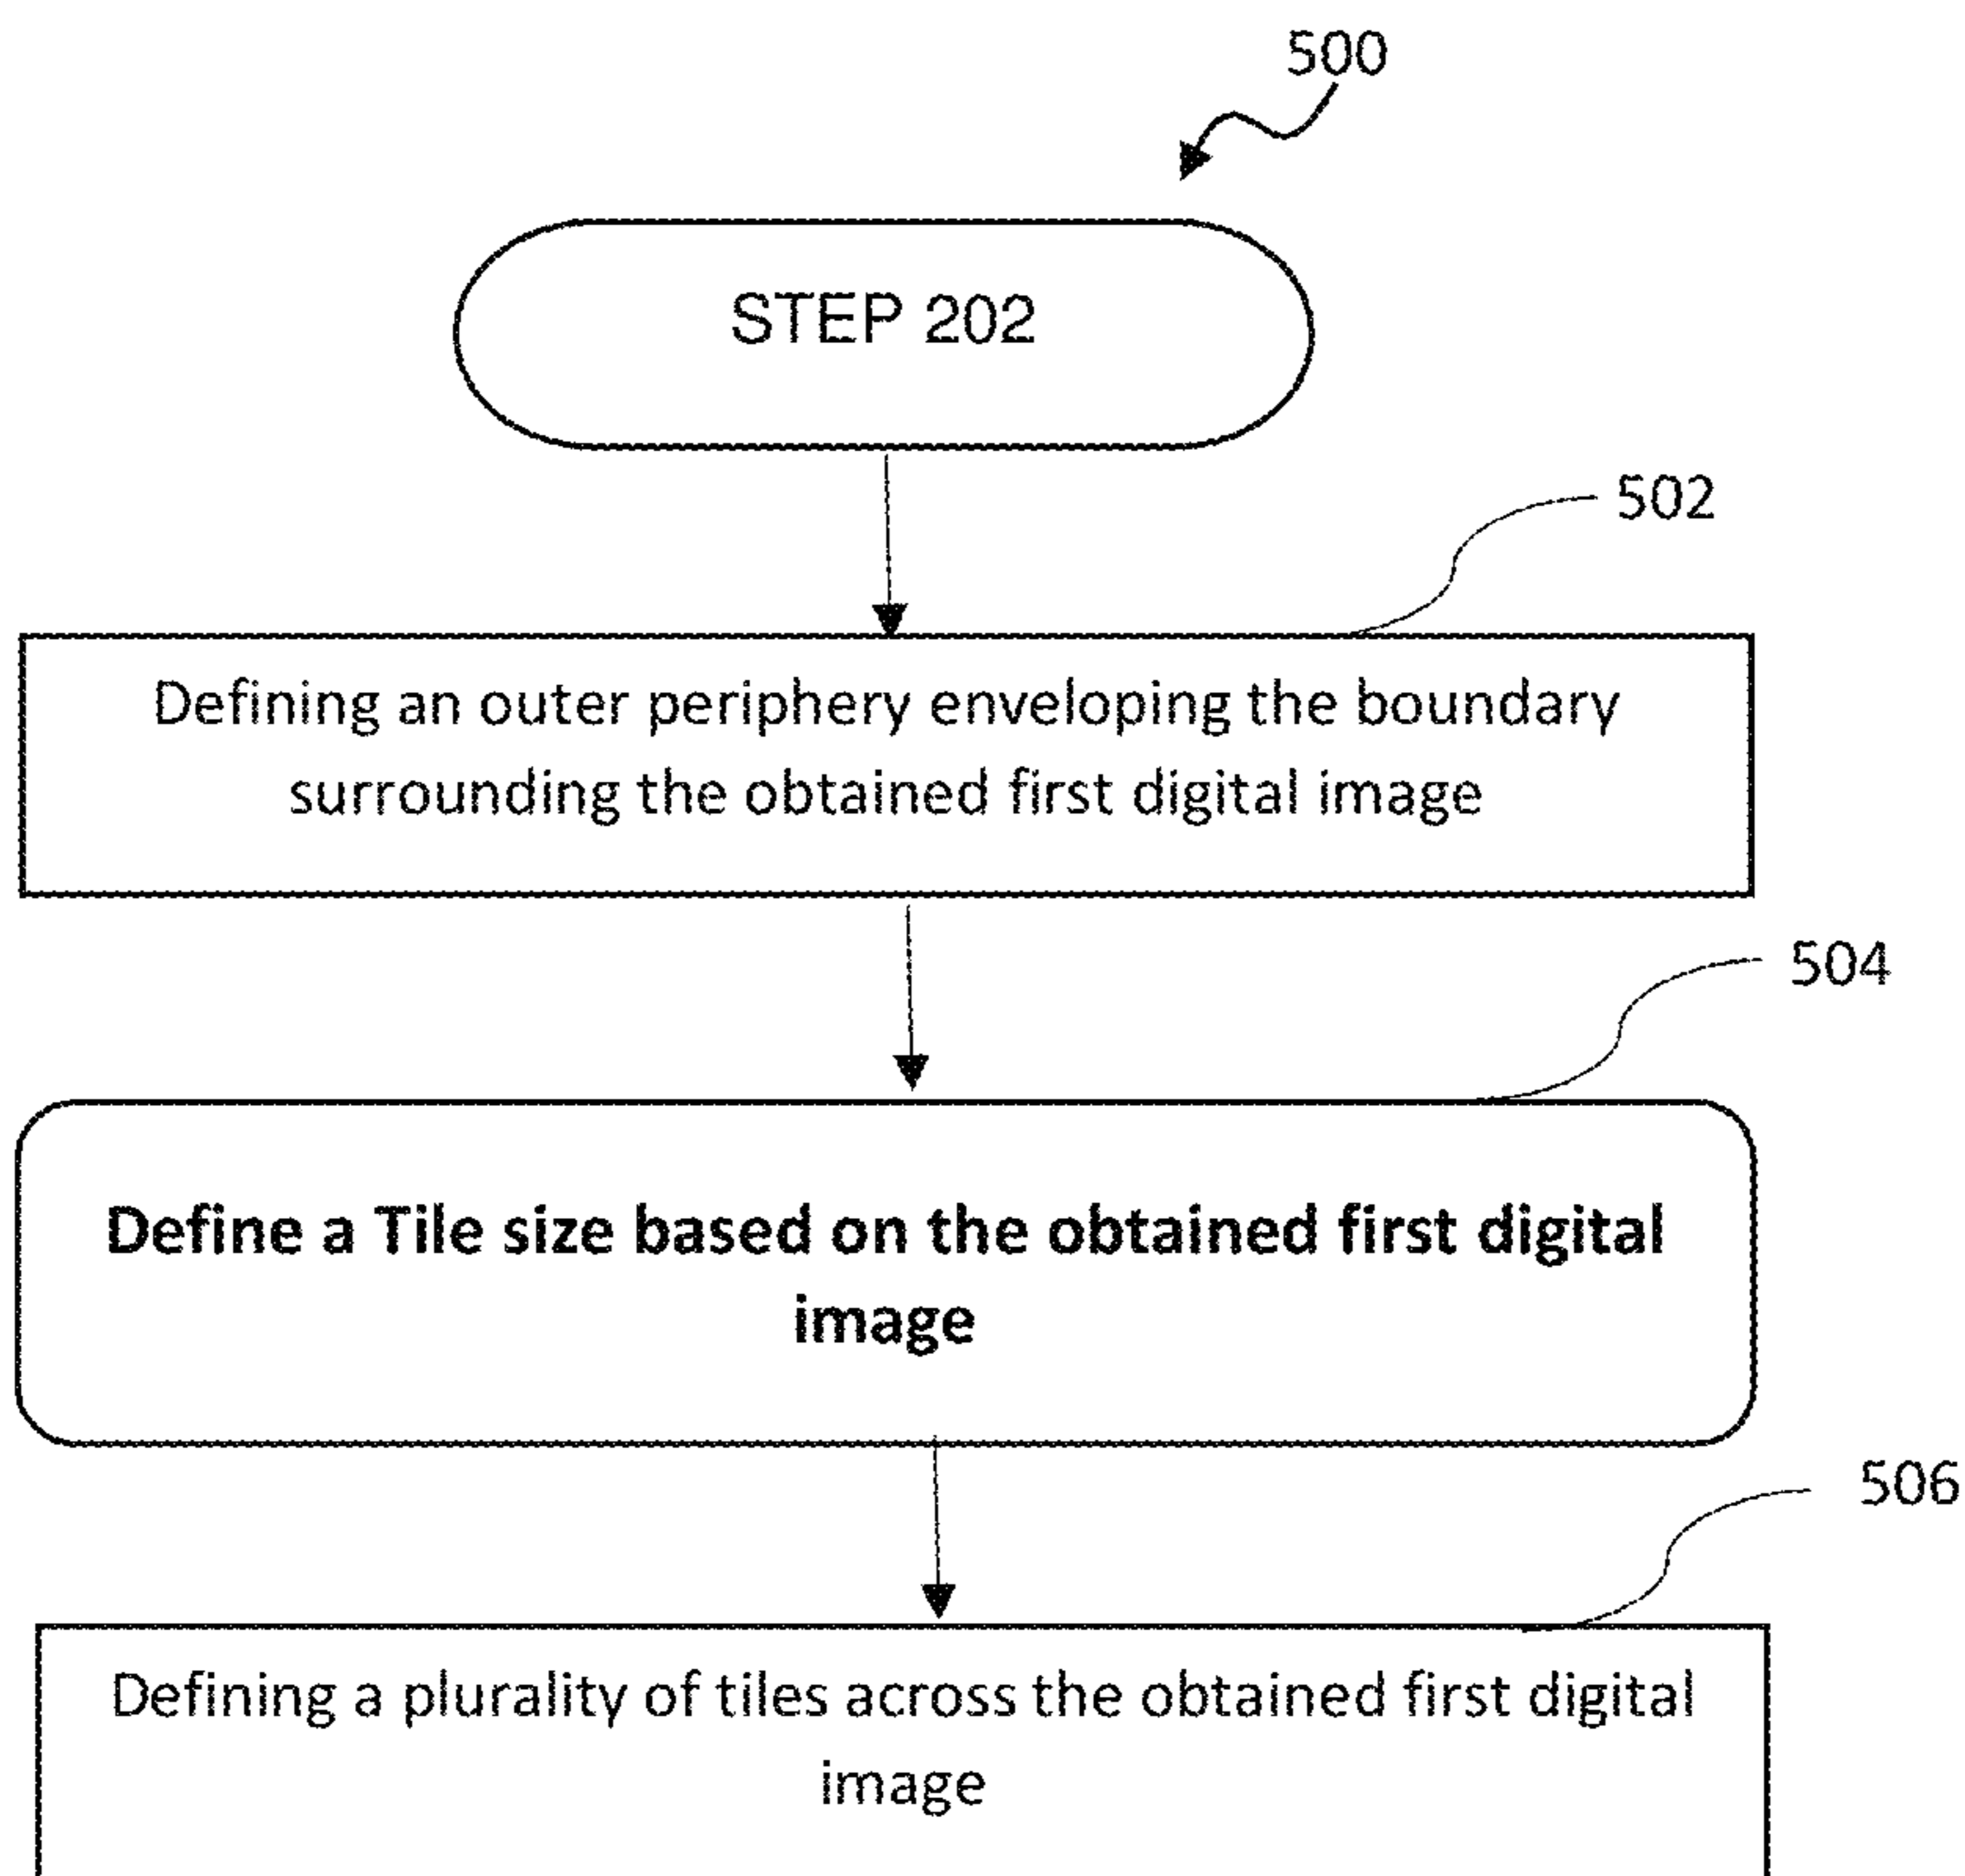 500
STEP 202
502
Defining an outer periphery enveloping the boundary
surrounding the obtained first digital image
504
Define a Tile size based on the obtained first digital
image
506
Defining a plurality of tiles across the obtained first digital
image